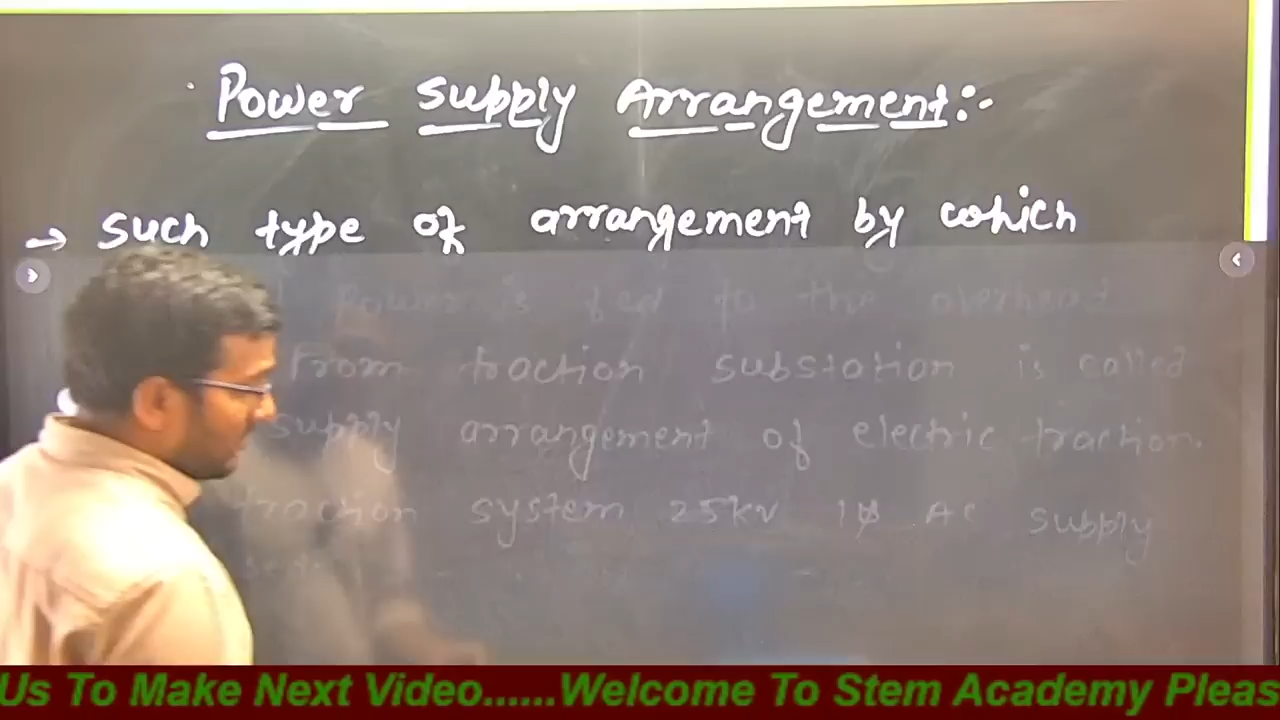 Power supply Arrangement:-
→ such type of arrangement by which
Power is fed to the overhead
From traction substation is called
supply arrangement of electric traction.
traction system 25kv 1φ AC supply
Us To Make Next Video......Welcome To Stem Academy Pleas